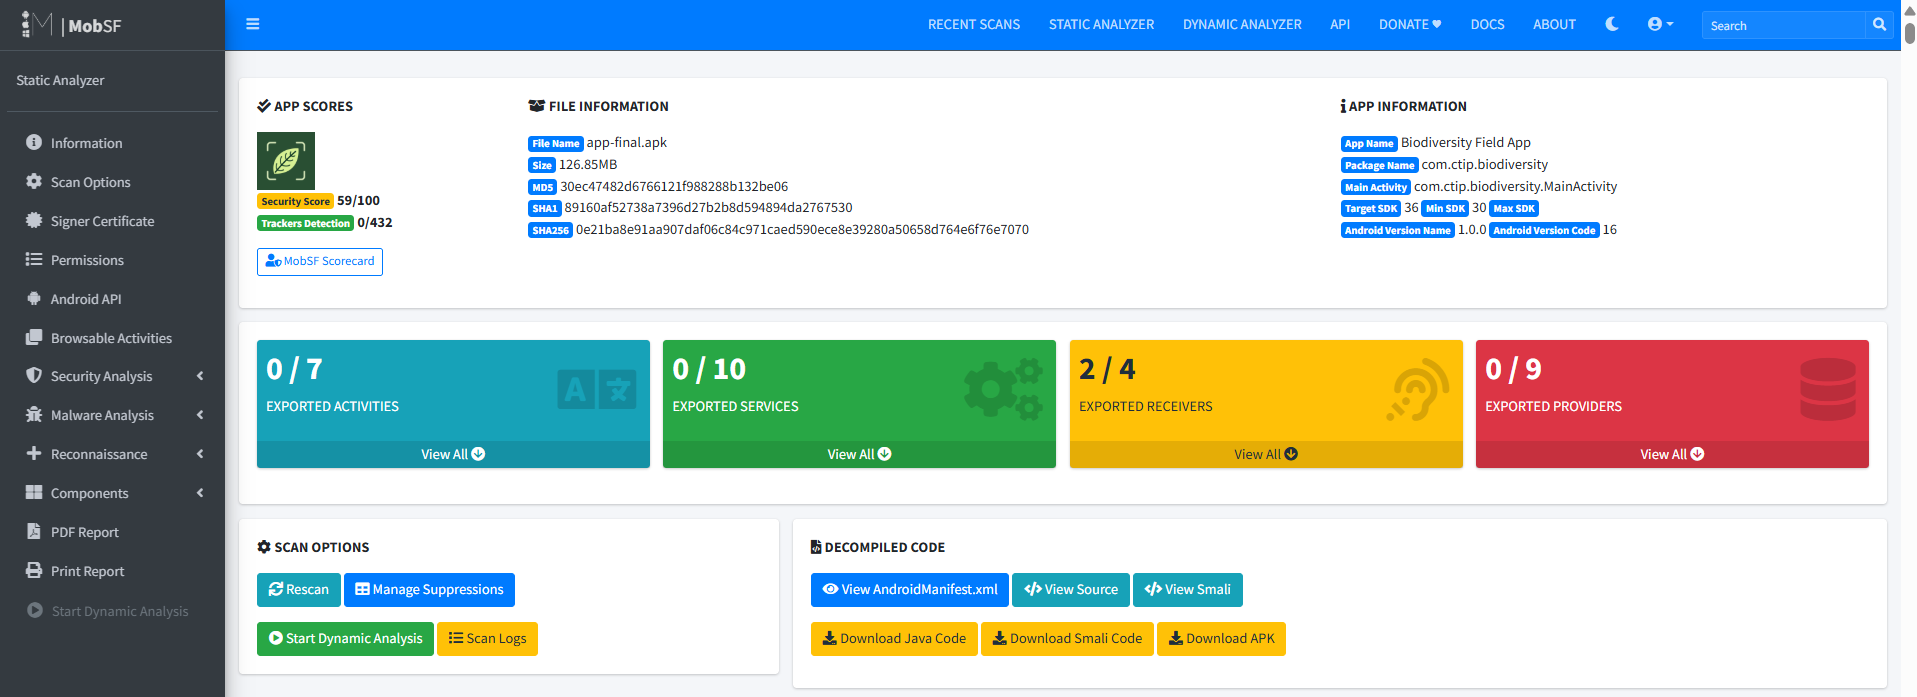 | MobSF
RECENT SCANS STATIC ANALYZER DYNAMIC ANALYZER API DONATE DOCS ABOUT Search
Static Analyzer
Information
Scan Options
Signer Certificate
Permissions
Android API
Browsable Activities
Security Analysis
Malware Analysis
Reconnaissance
Components
PDF Report
Print Report
Start Dynamic Analysis
APP SCORES
Security Score 59/100
Trackers Detection 0/432
MobSF Scorecard
FILE INFORMATION
File Name app-final.apk
Size 126.85MB
MD5 30ec47482d6766121f988288b132be06
SHA1 89160af52738a7396d27b2b8d594894da2767530
SHA256 0e21ba8e91aa907daf06c84c971caed590ece8e39280a50658d764e6f76e7070
APP INFORMATION
App Name Biodiversity Field App
Package Name com.ctip.biodiversity
Main Activity com.ctip.biodiversity.MainActivity
Target SDK 36 Min SDK 30 Max SDK
Android Version Name 1.0.0 Android Version Code 16
0 / 7
EXPORTED ACTIVITIES
View All
0 / 10
EXPORTED SERVICES
View All
2 / 4
EXPORTED RECEIVERS
View All
0 / 9
EXPORTED PROVIDERS
View All
SCAN OPTIONS
Rescan Manage Suppressions
Start Dynamic Analysis Scan Logs
DECOMPILED CODE
View AndroidManifest.xml View Source View Smali
Download Java Code Download Smali Code Download APK